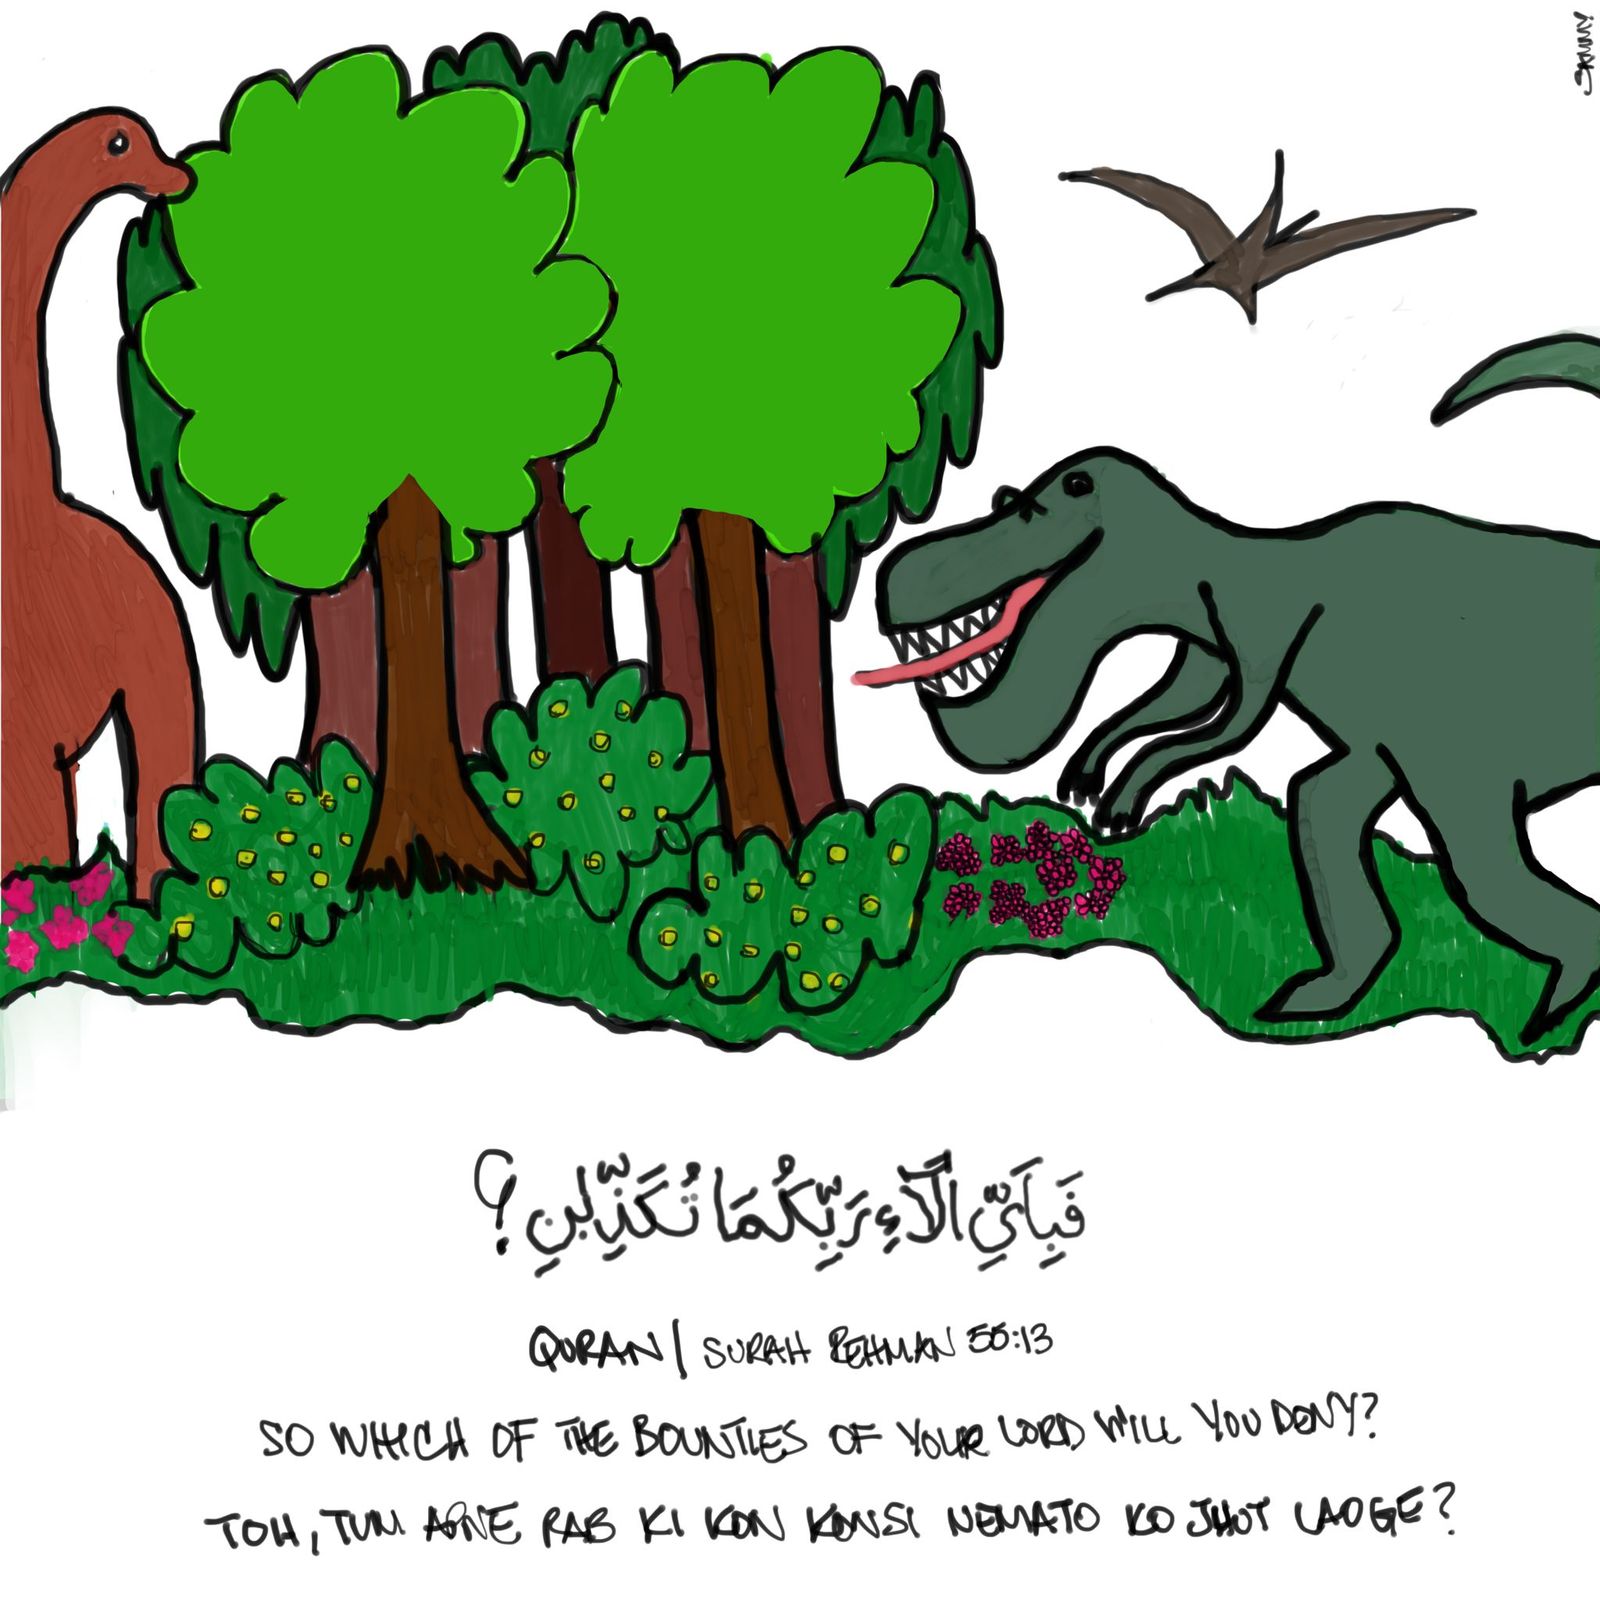 SKINNY!
فَبِأَيِّ آلَاءِ رَبِّكُمَا تُكَذِّبٰنِ؟
QURAN/ SURAH REHMAN 55:13
SO WHICH OF THE BOUNTIES OF YOUR LORD WILL YOU DENY?
TOH, TUM APNE RAB KI KON KONSI NEMATO KO JHUT LAOGE?